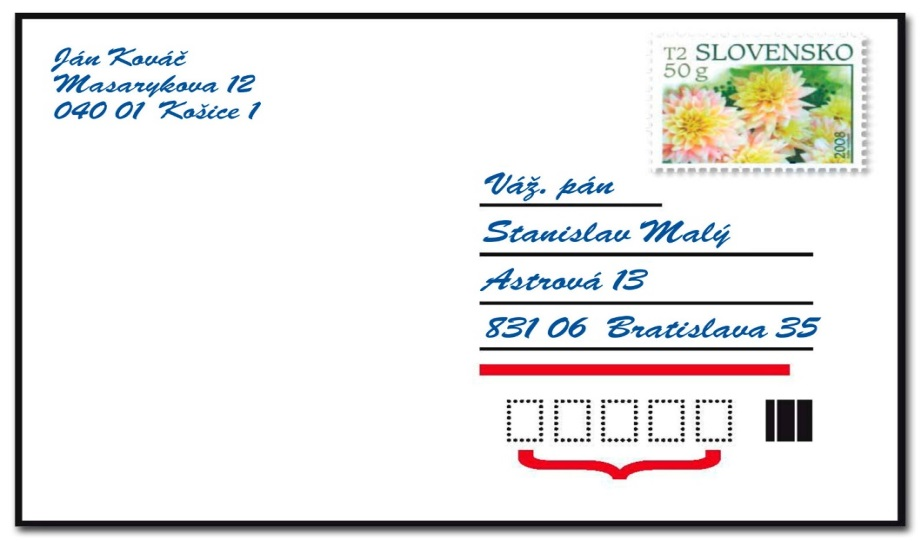 Ján Kováč
Masarykova 12
040 01 Košice 1
T2 SLOVENSKO
50 g
2008
Váž. pán
Stanislav Malý
Astrová 13
831 06 Bratislava 35